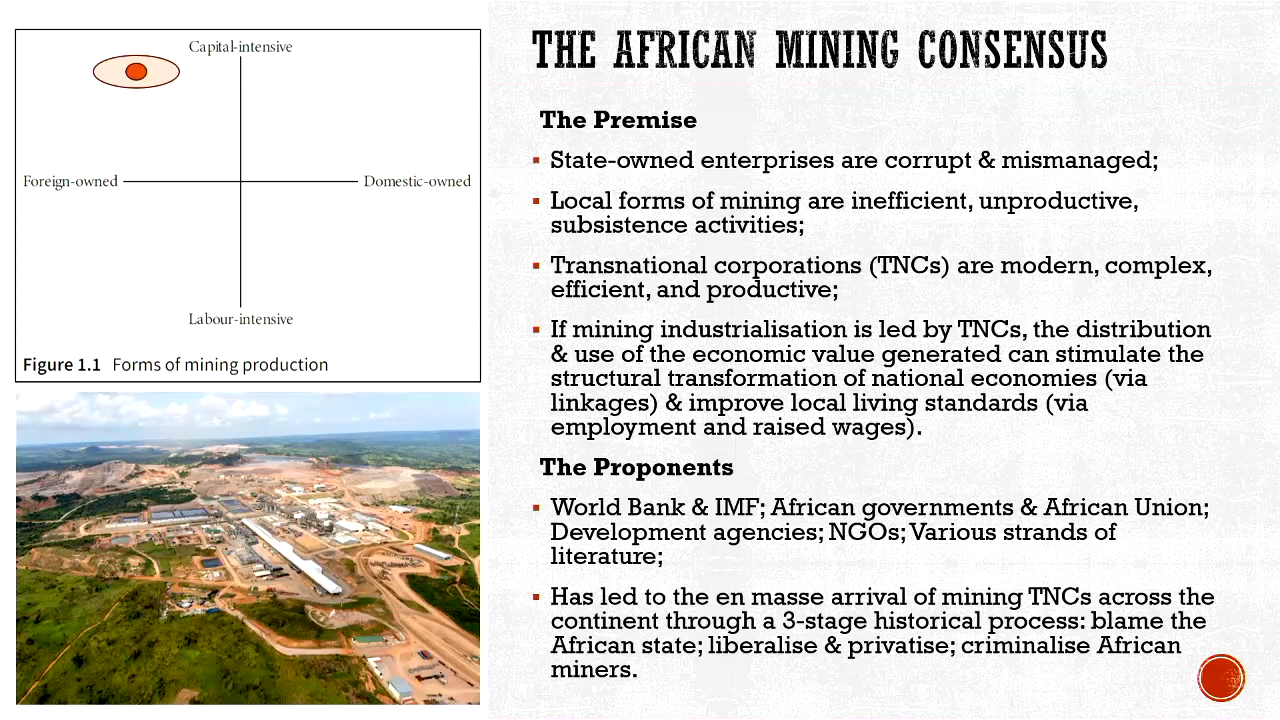 Capital-intensive
Foreign-owned
Domestic-owned
Labour-intensive
Figure 1.1 Forms of mining production
THE AFRICAN MINING CONSENSUS
The Premise
▪ State-owned enterprises are corrupt & mismanaged;
▪ Local forms of mining are inefficient, unproductive,
subsistence activities;
▪ Transnational corporations (TNCs) are modern, complex,
efficient, and productive;
▪ If mining industrialisation is led by TNCs, the distribution
& use of the economic value generated can stimulate the
structural transformation of national economies (via
linkages) & improve local living standards (via
employment and raised wages).
The Proponents
▪ World Bank & IMF; African governments & African Union;
Development agencies; NGOs; Various strands of
literature;
▪ Has led to the en masse arrival of mining TNCs across the
continent through a 3-stage historical process: blame the
African state; liberalise & privatise; criminalise African
miners.